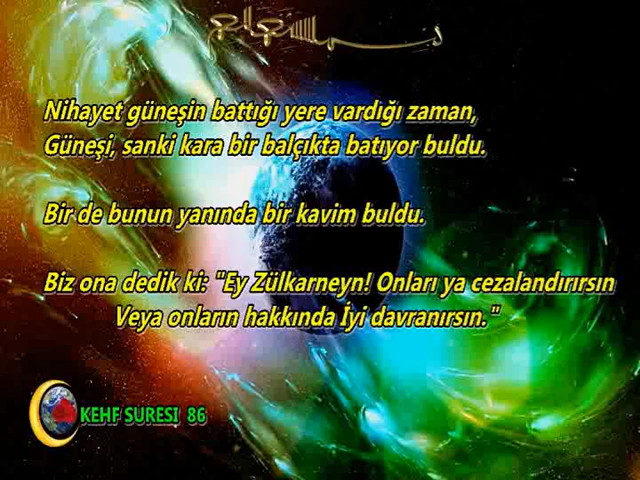 Nihayet güneşin battığı yere vardığı zaman,
Güneşi, sanki kara bir balçıkta batıyor buldu.
Bir de bunun yanında bir kavim buldu.
Biz ona dedik ki: "Ey Zülkarneyn! Onları ya cezalandırırsın
Veya onların hakkında İyi davranırsın."
KEHF SURESI 86